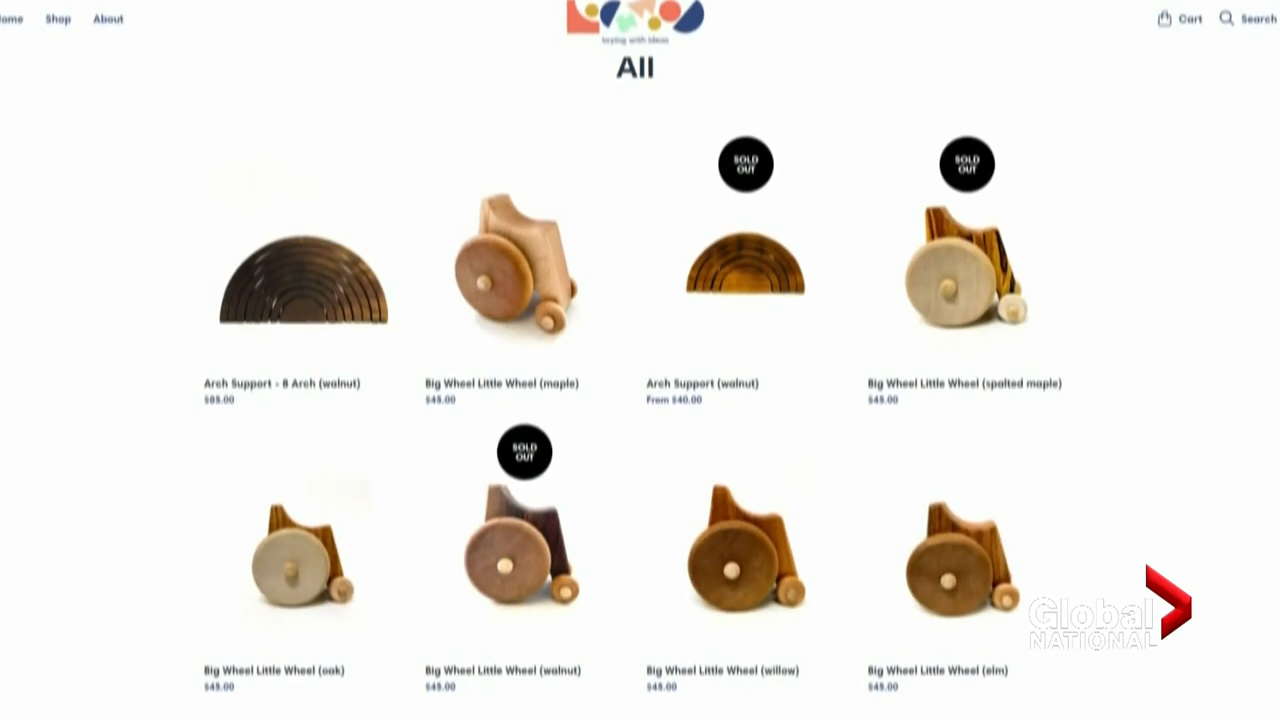 Home
Shop
About
toying with ideas
Cart
Search
All
SOLD
OUT
SOLD
OUT
Arch Support - 8 Arch (walnut)
$85.00
Big Wheel Little Wheel (maple)
$45.00
Arch Support (walnut)
From $40.00
Big Wheel Little Wheel (spalted maple)
$45.00
SOLD
OUT
Big Wheel Little Wheel (oak)
$45.00
Big Wheel Little Wheel (walnut)
$45.00
Big Wheel Little Wheel (willow)
$45.00
Big Wheel Little Wheel (elm)
$45.00
Global
NATIONAL